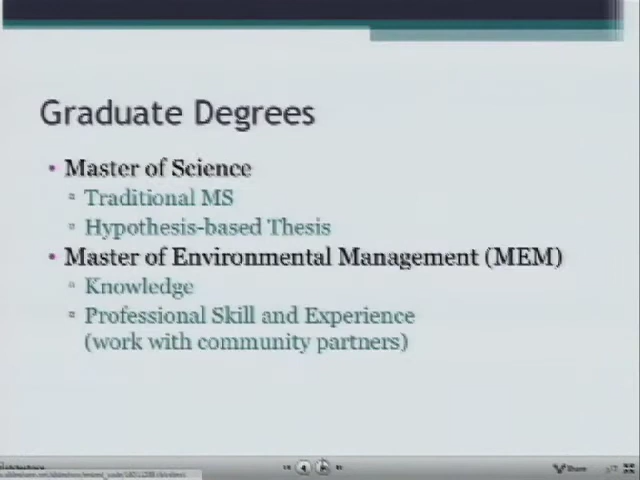 Graduate Degrees
• Master of Science
▫ Traditional MS
▫ Hypothesis-based Thesis
• Master of Environmental Management (MEM)
▫ Knowledge
▫ Professional Skill and Experience
(work with community partners)
Share